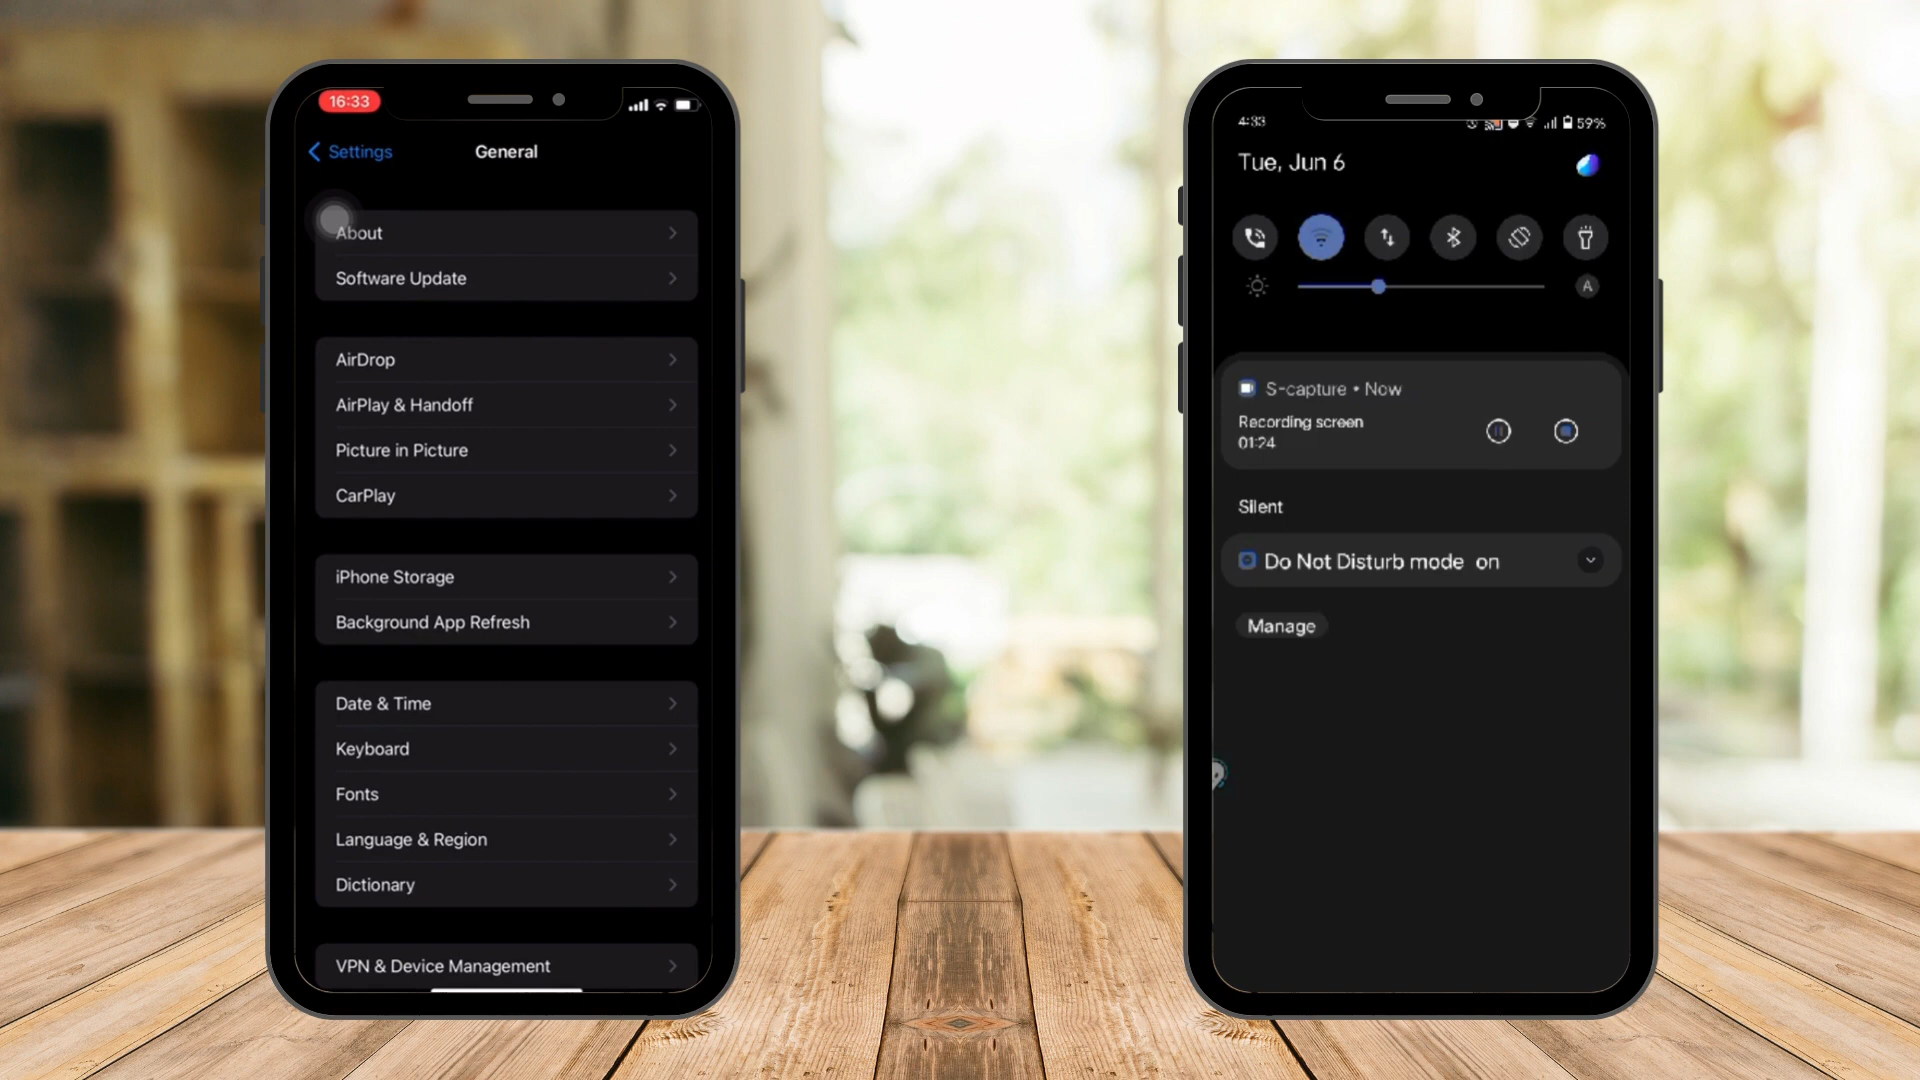 16:33
Settings
General
About
Software Update
AirDrop
AirPlay & Handoff
Picture in Picture
CarPlay
iPhone Storage
Background App Refresh
Date & Time
Keyboard
Fonts
Language & Region
Dictionary
VPN & Device Management
4:33
59%
Tue, Jun 6
A
S-capture • Now
Recording screen
01:24
Silent
Do Not Disturb mode on
Manage